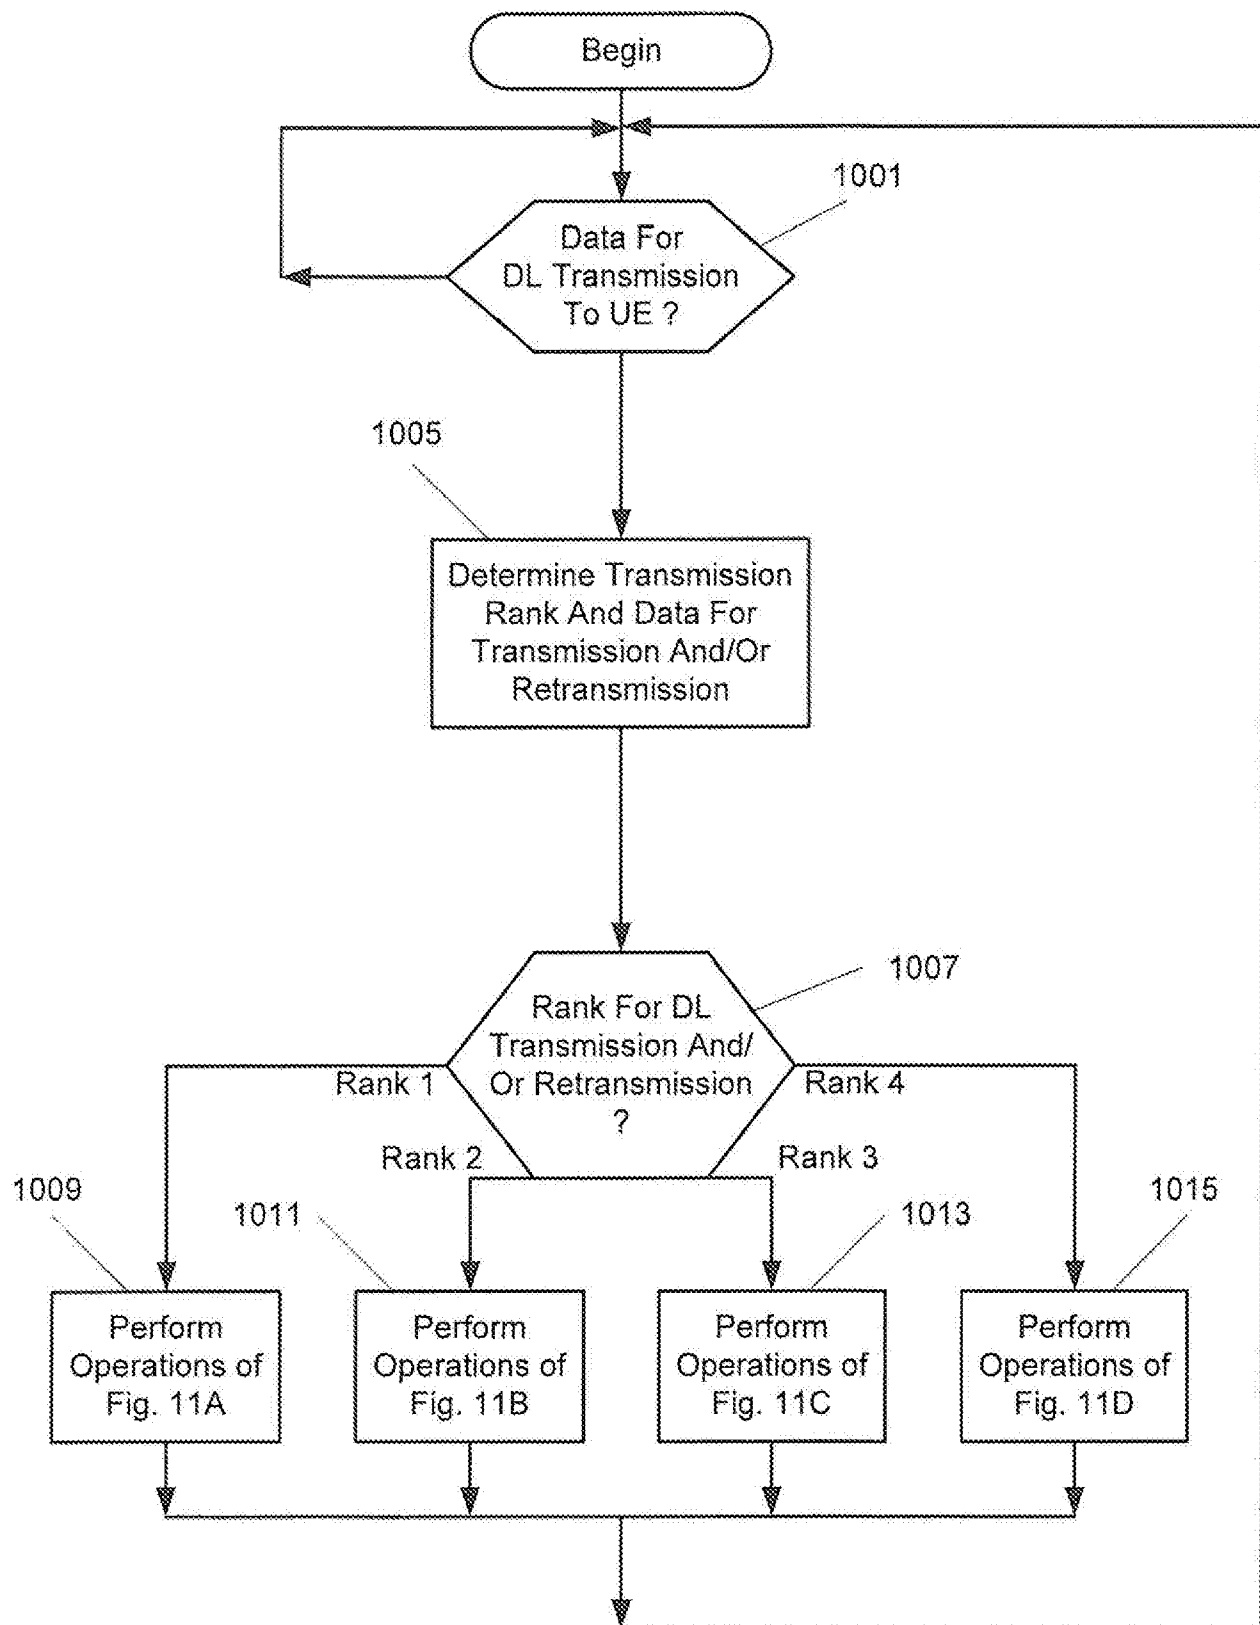 Begin
1001
Data For
DL Transmission
To UE ?
1005
Determine Transmission
Rank And Data For
Transmission And/Or
Retransmission
1007
Rank For DL
Transmission And/
Or Retransmission
?
Rank 1
Rank 4
Rank 2
Rank 3
1009
1011
1013
1015
Perform
Operations of
Fig. 11A
Perform
Operations of
Fig. 11B
Perform
Operations of
Fig. 11C
Perform
Operations of
Fig. 11D